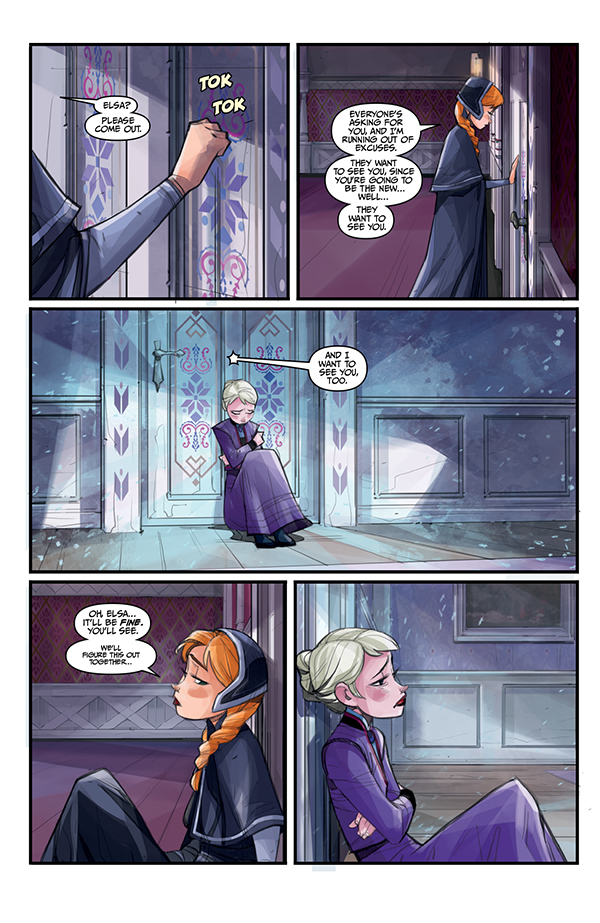 ELSA?
PLEASE
COME OUT.
TOK
TOK
EVERYONE'S
ASKING FOR
YOU, AND I'M
RUNNING OUT OF
EXCUSES.
THEY WANT
TO SEE YOU, SINCE
YOU'RE GOING TO
BE THE NEW...
WELL...
THEY
WANT TO
SEE YOU.
AND I
WANT TO
SEE YOU,
TOO.
OH, ELSA...
IT'LL BE FINE.
YOU'LL SEE.
WE'LL
FIGURE THIS OUT
TOGETHER...